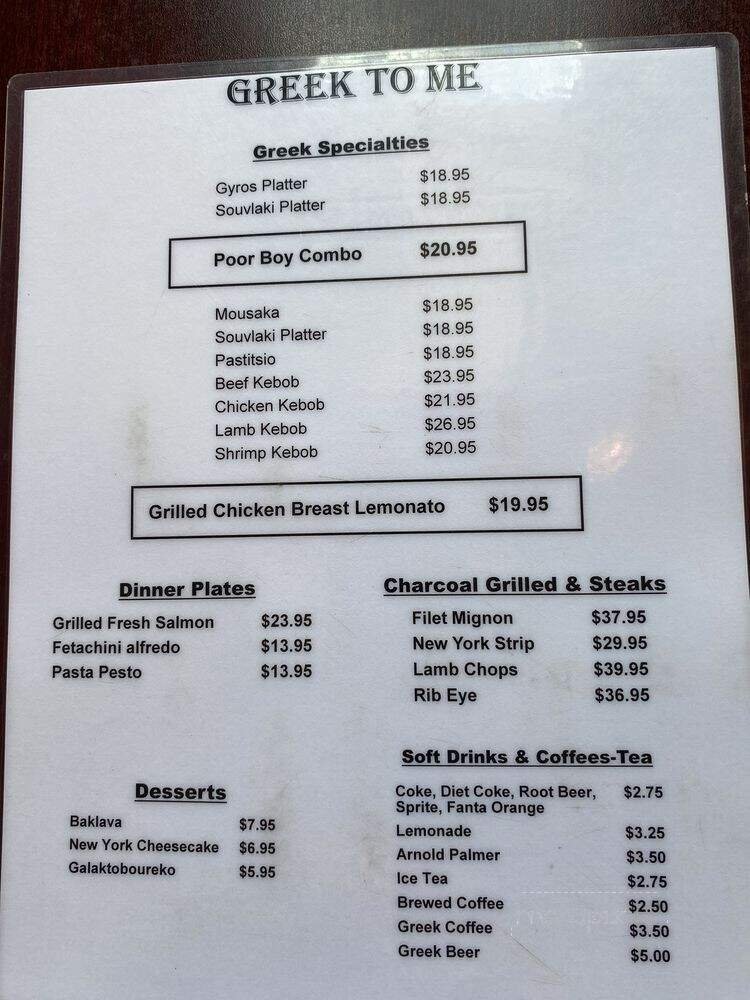 GREEK TO ME
Greek Specialties
Gyros Platter $18.95
Souvlaki Platter $18.95
Poor Boy Combo $20.95
Mousaka $18.95
Souvlaki Platter $18.95
Pastitsio $18.95
Beef Kebob $23.95
Chicken Kebob $21.95
Lamb Kebob $26.95
Shrimp Kebob $20.95
Grilled Chicken Breast Lemonato $19.95
Dinner Plates
Grilled Fresh Salmon $23.95
Fetachini alfredo $13.95
Pasta Pesto $13.95
Charcoal Grilled & Steaks
Filet Mignon $37.95
New York Strip $29.95
Lamb Chops $39.95
Rib Eye $36.95
Desserts
Baklava $7.95
New York Cheesecake $6.95
Galaktoboureko $5.95
Soft Drinks & Coffees-Tea
Coke, Diet Coke, Root Beer, $2.75
Sprite, Fanta Orange
Lemonade $3.25
Arnold Palmer $3.50
Ice Tea $2.75
Brewed Coffee $2.50
Greek Coffee $3.50
Greek Beer $5.00